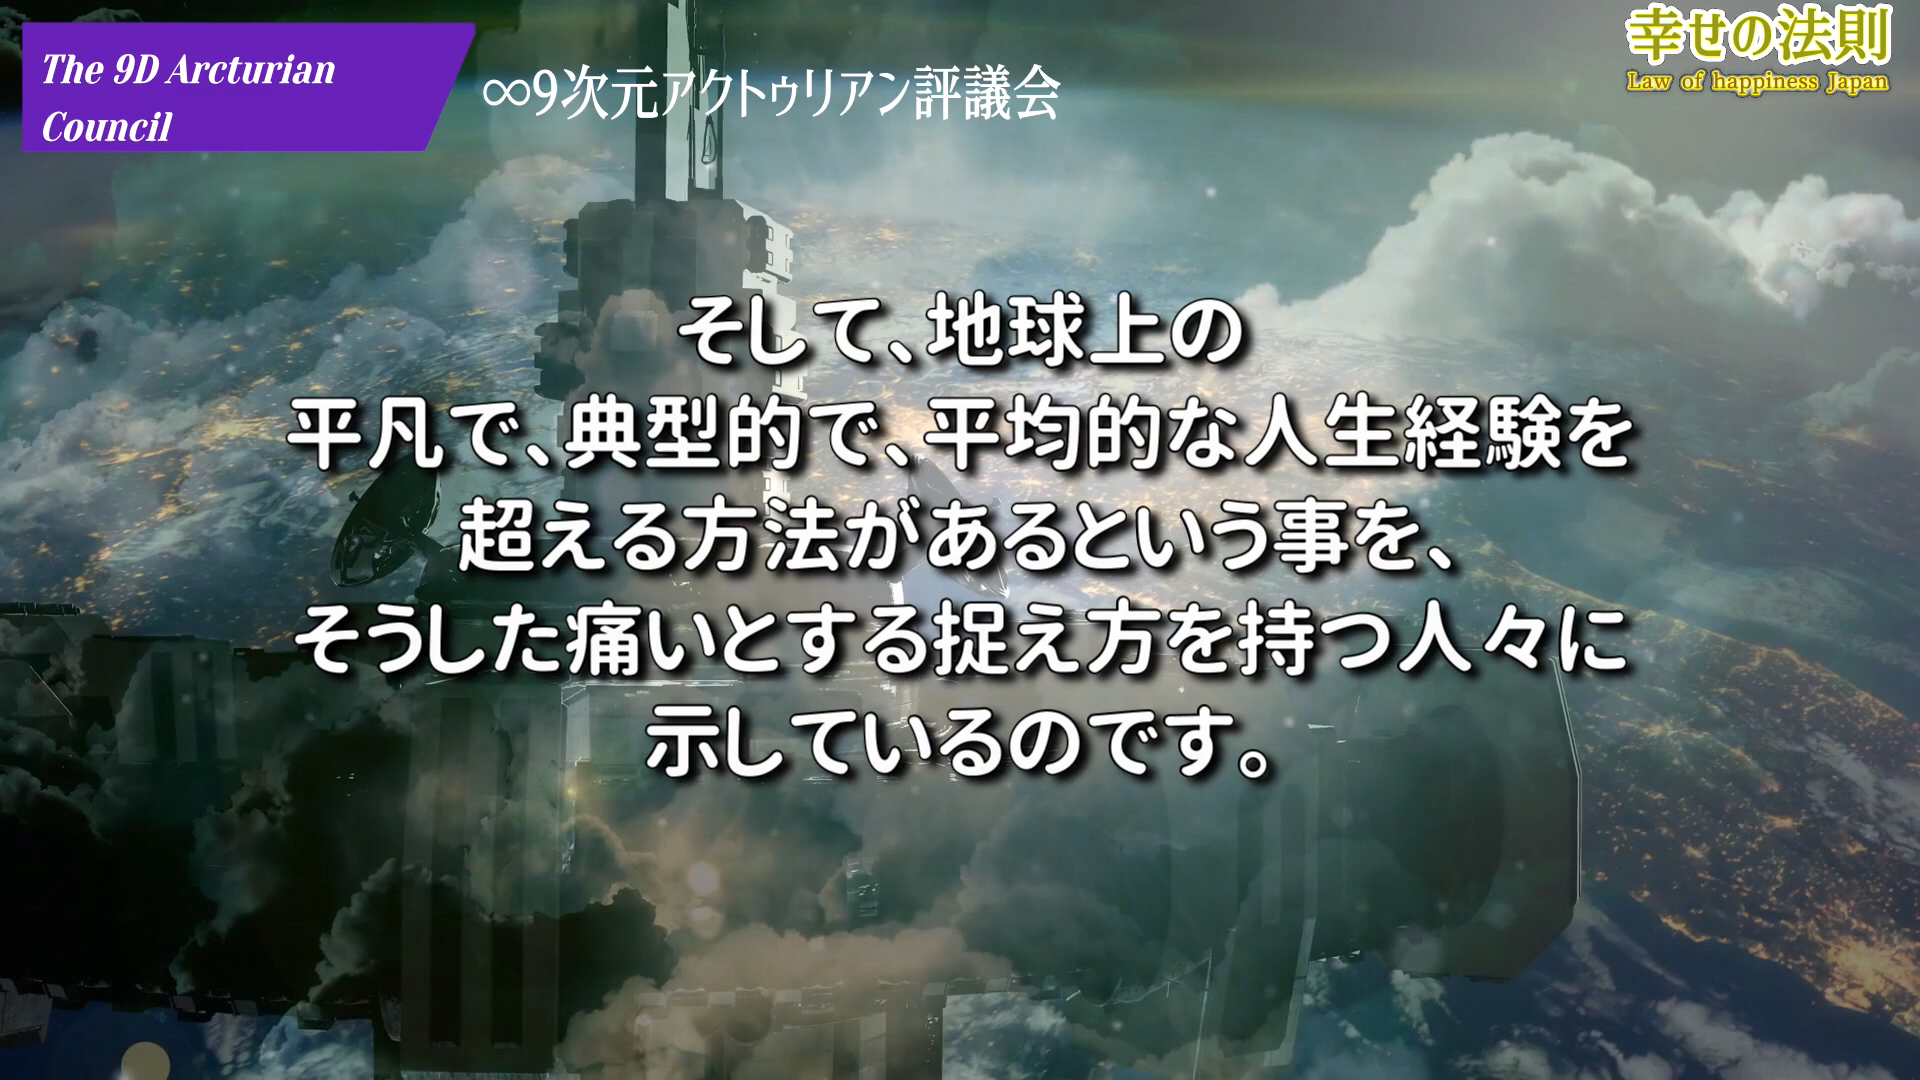 The 9D Arcturian
Council
∞9次元アクトゥリアン評議会
幸せの法則
Law of happiness Japan
そして、地球上の
平凡で、典型的で、平均的な人生経験を
超える方法があるという事を、
そうした痛いとする捉え方を持つ人々に
示しているのです。